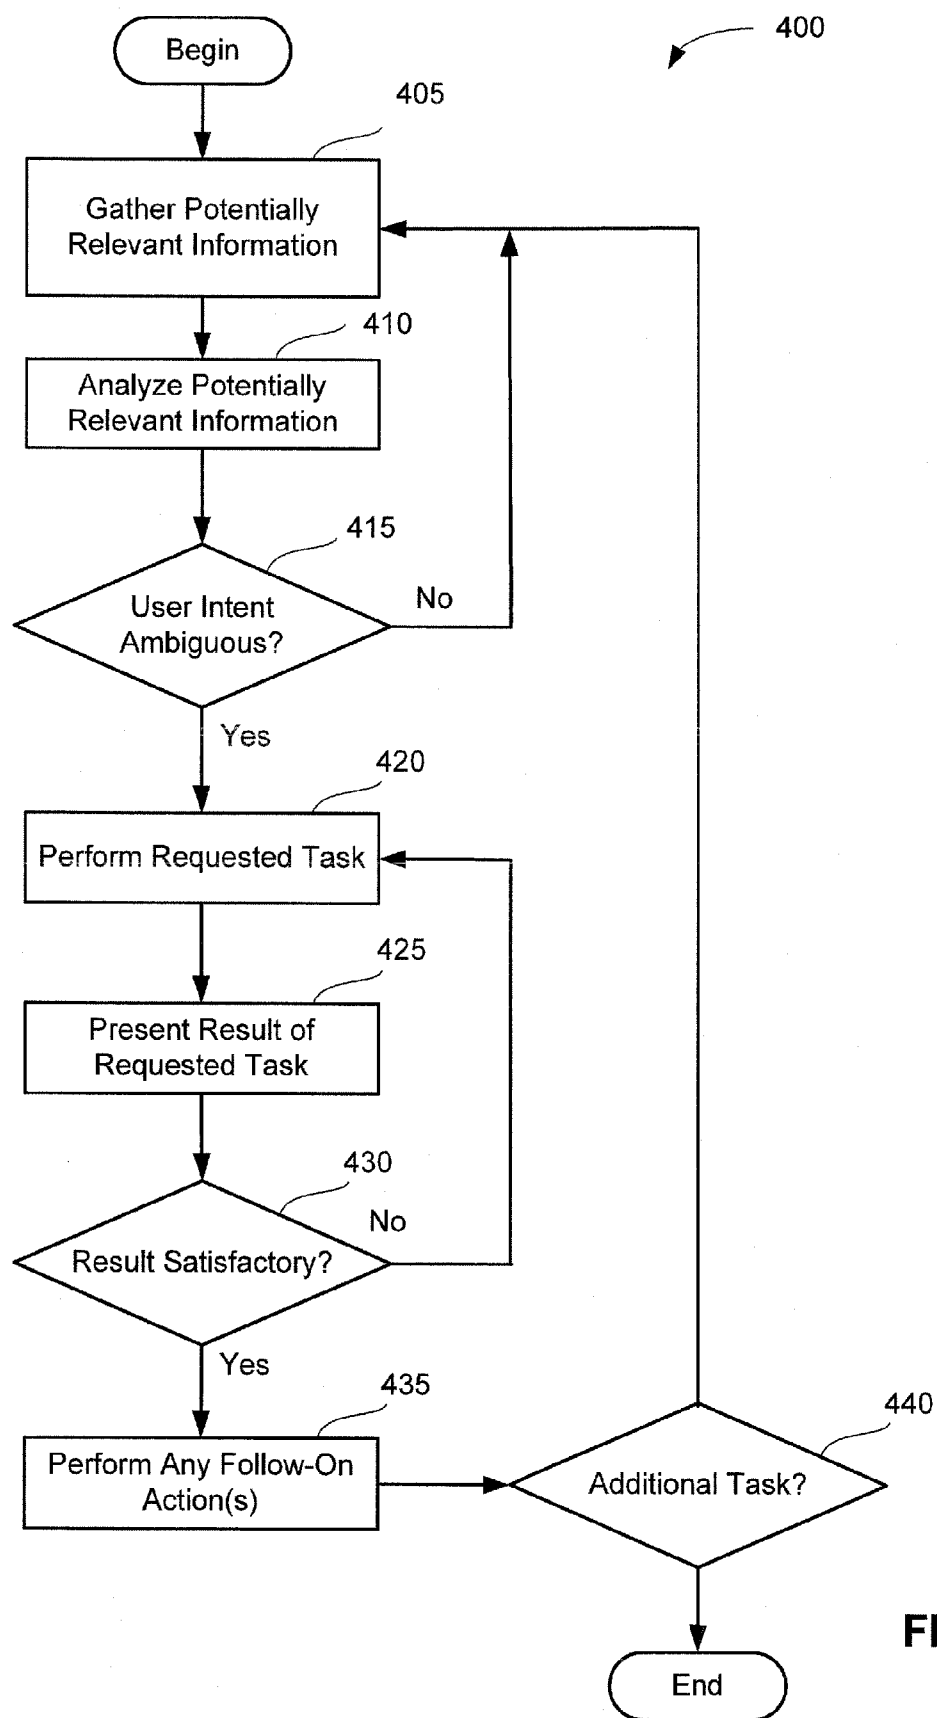 Begin
400
405
Gather Potentially
Relevant Information
410
Analyze Potentially
Relevant Information
415
User Intent
Ambiguous?
No
Yes
420
Perform Requested Task
425
Present Result of
Requested Task
430
No
Result Satisfactory?
Yes
435
Perform Any Follow-On
Action(s)
440
Additional Task?
End